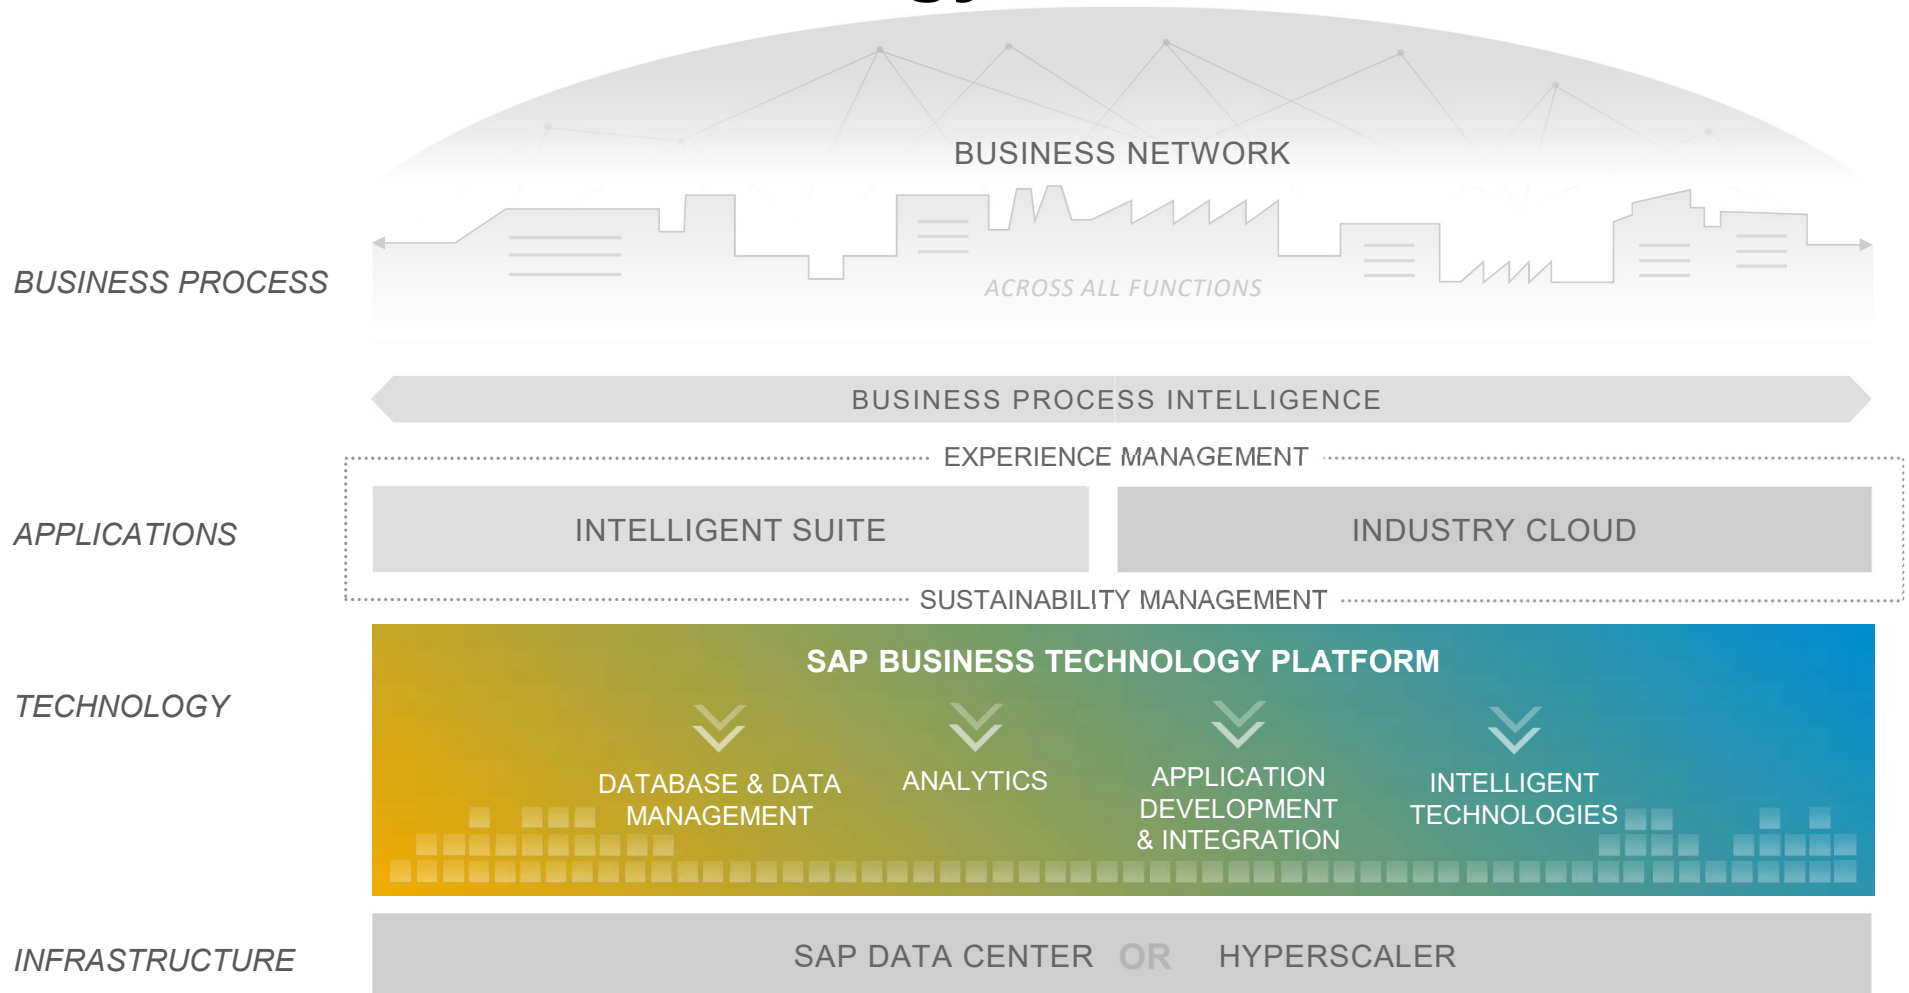 BUSINESS NETWORK
BUSINESS PROCESS
ACROSS ALL FUNCTIONS
BUSINESS PROCESS INTELLIGENCE
EXPERIENCE MANAGEMENT
APPLICATIONS
INTELLIGENT SUITE
INDUSTRY CLOUD
SUSTAINABILITY MANAGEMENT
TECHNOLOGY
SAP BUSINESS TECHNOLOGY PLATFORM
DATABASE & DATA
MANAGEMENT
ANALYTICS
APPLICATION
DEVELOPMENT
& INTEGRATION
INTELLIGENT
TECHNOLOGIES
INFRASTRUCTURE
SAP DATA CENTER OR HYPERSCALER